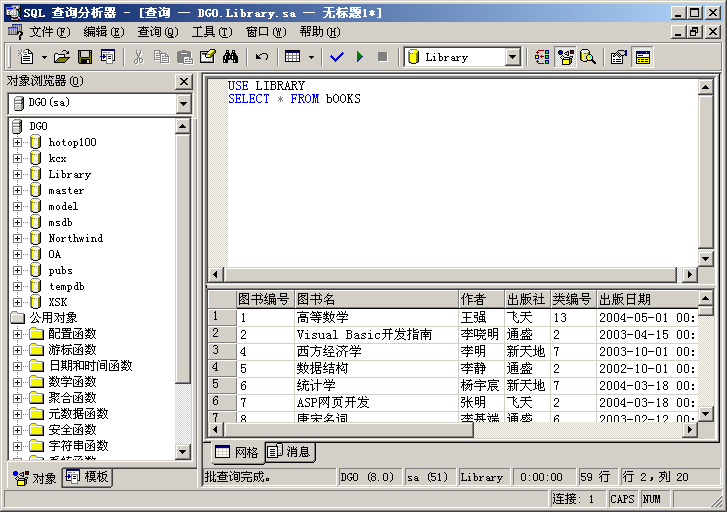 SQL 查询分析器 - [查询 — DGO.Library.sa — 无标题1*]
文件(F) 编辑(E) 查询(Q) 工具(T) 窗口(W) 帮助(H)
Library
对象浏览器(O)
DGO(sa)
DGO
hotop100
kcx
Library
master
model
msdb
Northwind
OA
pubs
tempdb
XSK
公用对象
配置函数
游标函数
日期和时间函数
数学函数
聚合函数
元数据函数
安全函数
字符串函数
对象 模板
USE LIBRARY
SELECT * FROM bOOKS
图书编号 图书名 作者 出版社 类编号 出版日期
1 1 高等数学 王强 飞天 13 2004-05-01 00:
2 2 Visual Basic开发指南 李晓明 通盛 2 2003-04-15 00:
3 4 西方经济学 李明 新天地 7 2003-10-01 00:
4 5 数据结构 李静 通盛 2 2002-10-01 00:
5 6 统计学 杨宇宸 新天地 7 2004-03-18 00:
6 7 ASP网页开发 张明 飞天 2 2004-03-18 00:
7 8 唐宋名词 通盛 6 2003-02-12 00:
网格 消息
批查询完成。 DGO (8.0) sa (51) Library 0:00:00 59 行 行 2,列 20
连接: 1 CAPS NUM